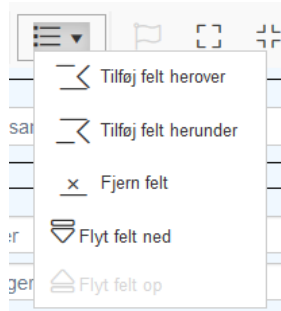 Tilføj felt herover
Tilføj felt herunder
Fjern felt
Flyt felt ned
Flyt felt op